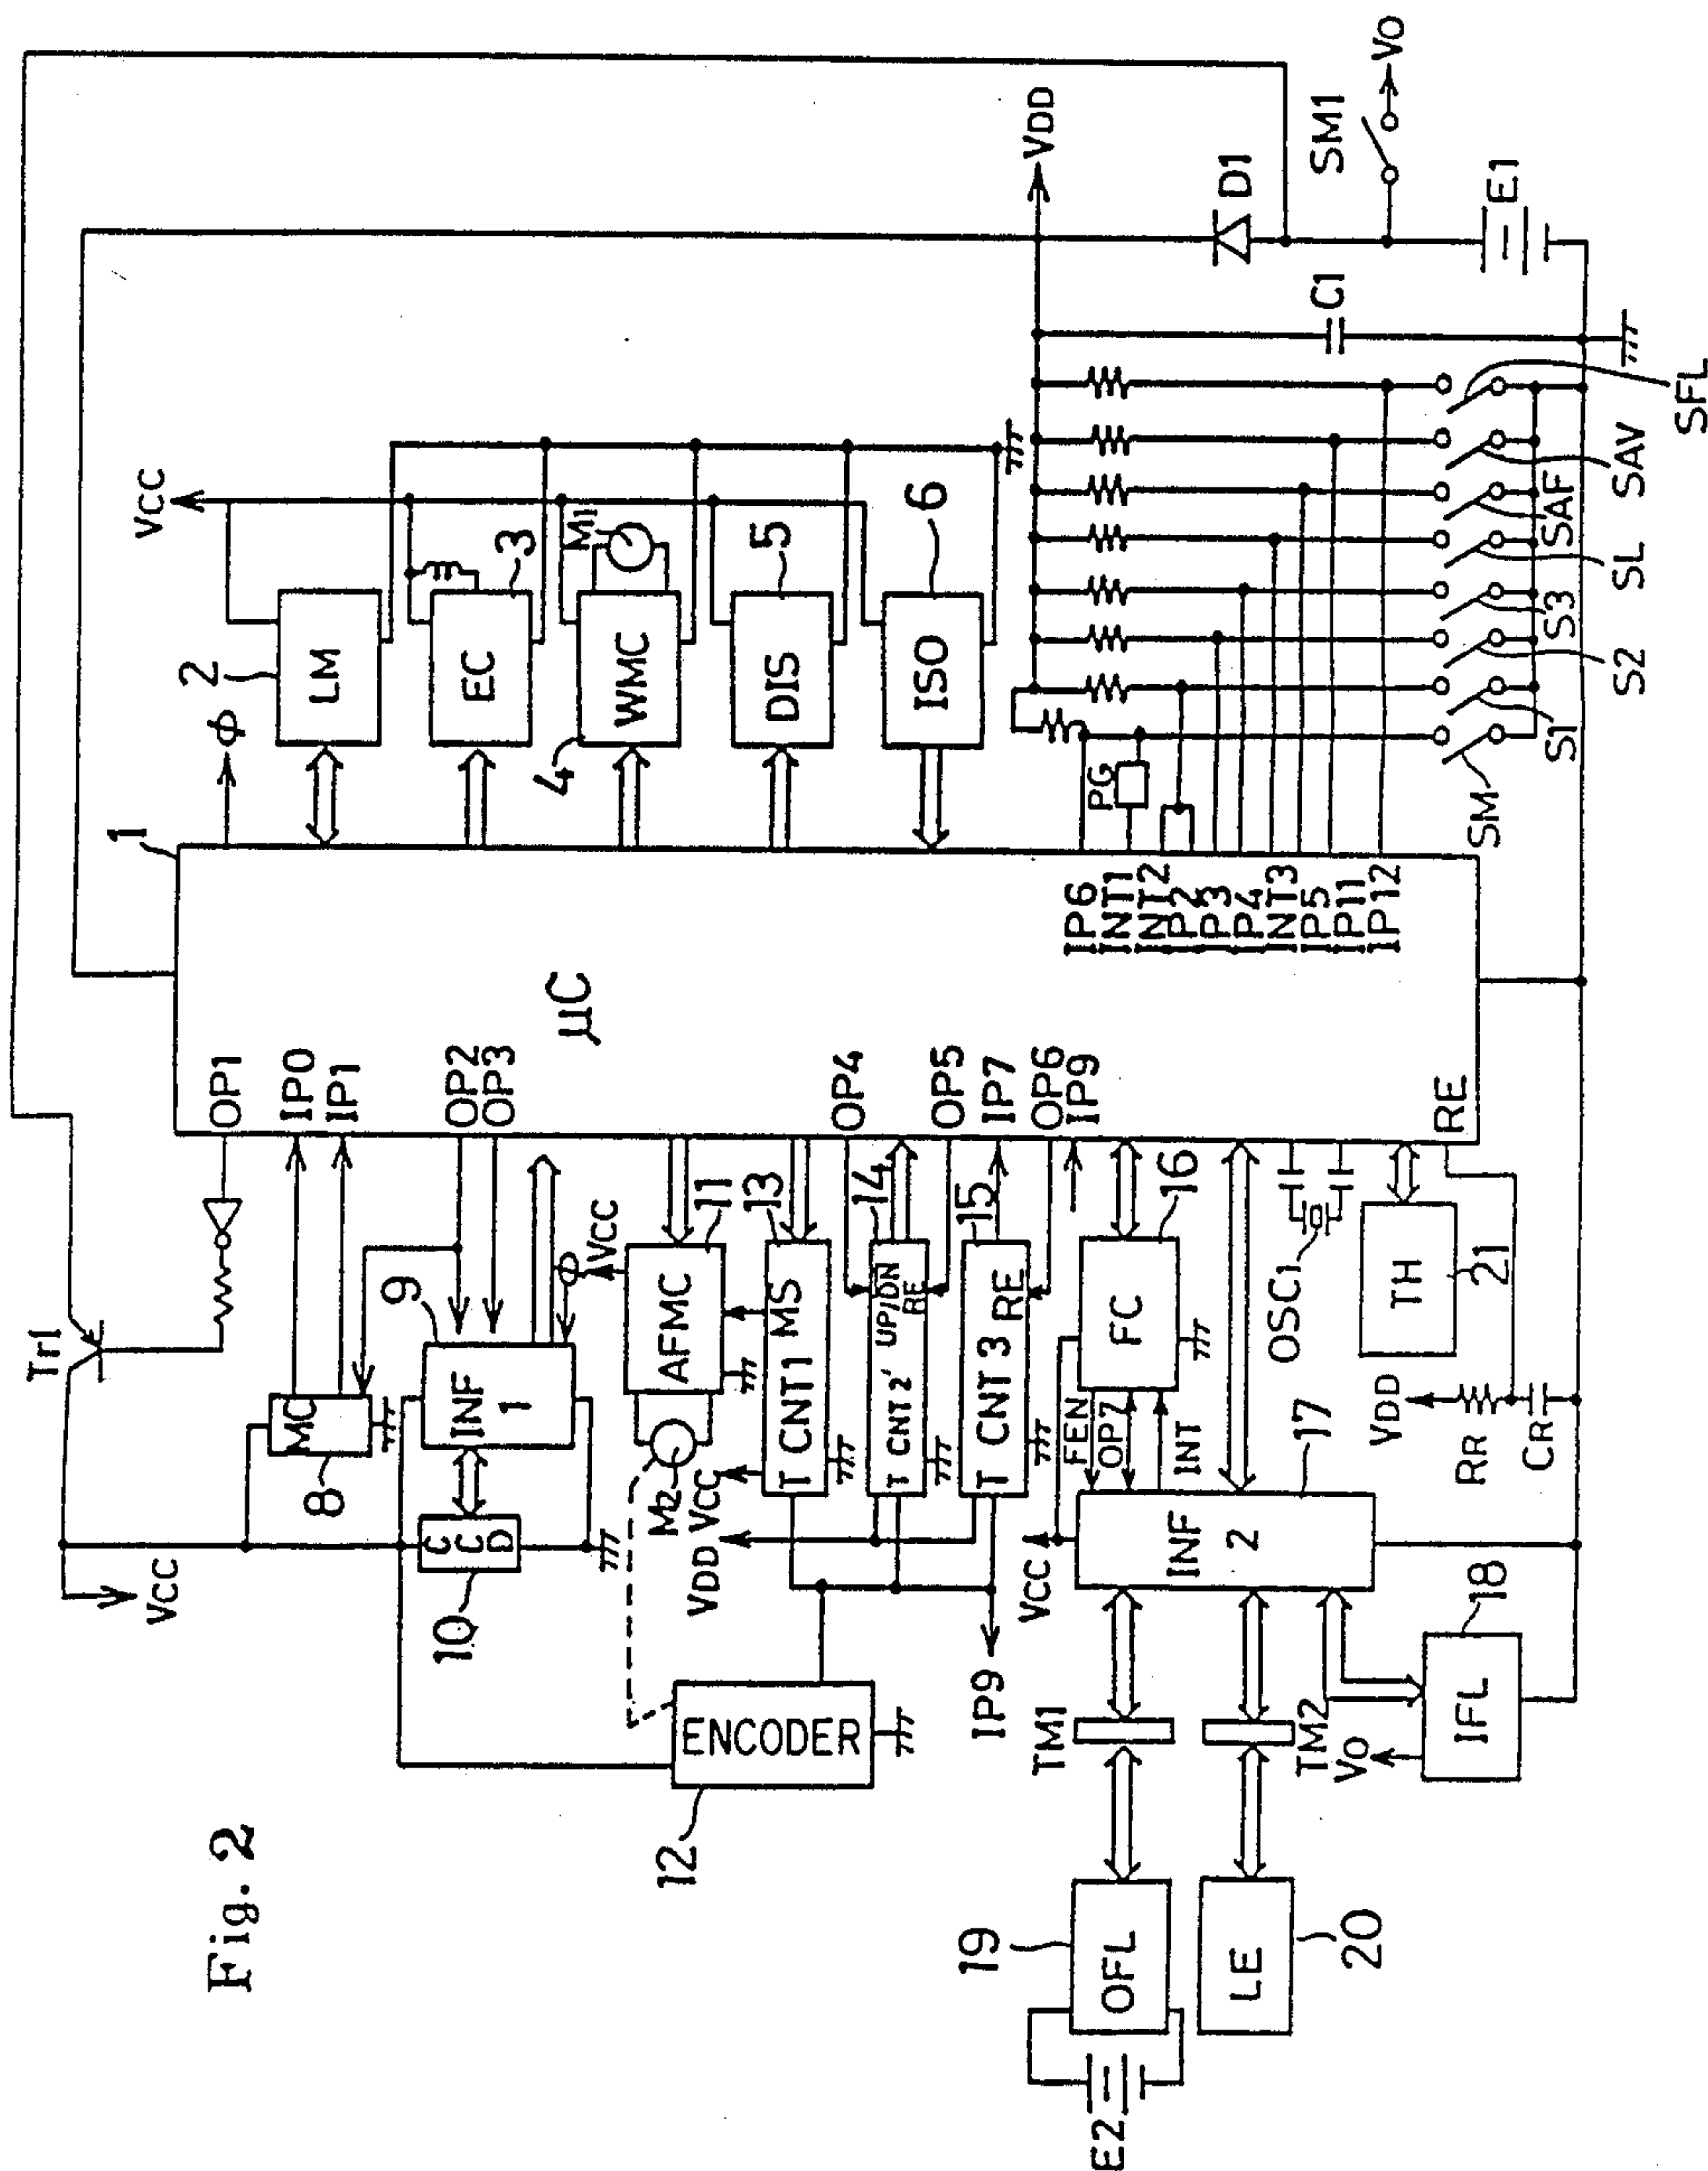 Fig. 2
Tr1
VCC
8
MC
10
CCD
9
INF 1
φ
12
ENCODER
M2
AFMC
11
VCC
13
MS
T CNT1
VCC
14
UP/DN
RE
T CNT2'
VDD
15
RE
T CNT 3
IP9
16
FC
FEN
OP7
INT
VCC
17
INF 2
TM1
TM2
18
IFL
VO
19
OFL
E2
20
LE
OSC1
TH
21
VDD
RR
CR
1
μC
OP1
IP0
IP1
OP2
OP3
OP4
OP5
IP7
OP6
IP9
RE
IP6
INT1
INT2
IP2
IP3
IP4
INT3
IP5
IP11
IP12
φ
2
LM
VCC
EC
3
4
WMC
M1
DIS
5
ISO
6
PG
SM
S1
S2
S3
SL
SAF
SAV
SFL
C1
VDD
D1
E1
SM1
VO